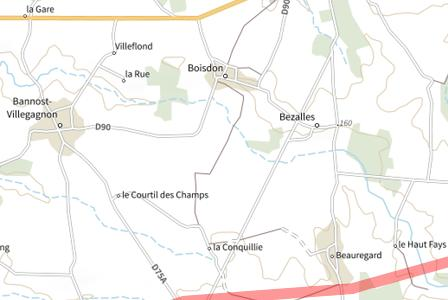 la Gare
D90
Villeflond
la Rue
Boisdon
Bannost-
Villegagnon
D90
Bezalles
160
le Courtil des Champs
la Conquillie
le Haut Fays
Beauregard
D75A
ng